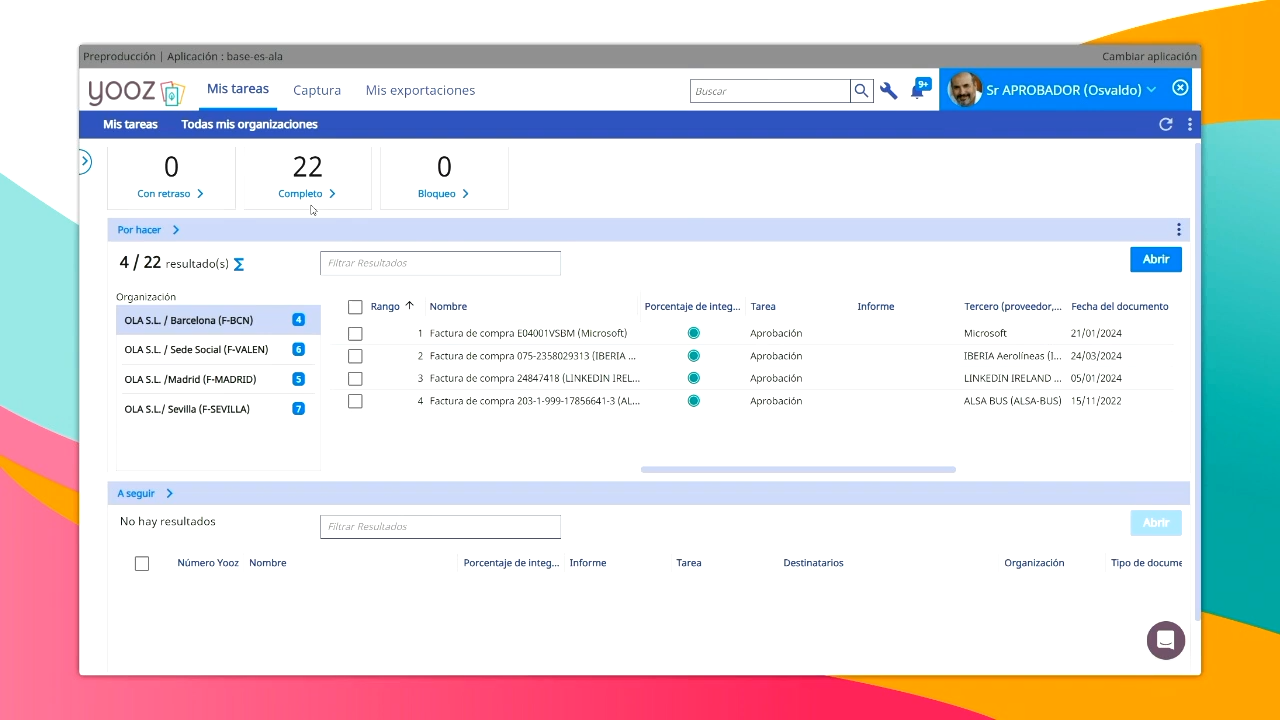 Preproducción | Aplicación : base-es-ala
Cambiar aplicación
yooz
Mis tareas
Captura
Mis exportaciones
Buscar
9+
Sr APROBADOR (Osvaldo)
Mis tareas
Todas mis organizaciones
0
Con retraso
22
Completo
0
Bloqueo
Por hacer
4 / 22 resultado(s) Σ
Filtrar Resultados
Abrir
Organización
OLA S.L. / Barcelona (F-BCN) 4
OLA S.L. / Sede Social (F-VALEN) 6
OLA S.L. /Madrid (F-MADRID) 5
OLA S.L./ Sevilla (F-SEVILLA) 7
Rango Nombre Porcentaje de integ... Tarea Informe Tercero (proveedor,... Fecha del documento
1 Factura de compra E04001VSBM (Microsoft) Aprobación Microsoft 21/01/2024
2 Factura de compra 075-2358029313 (IBERIA ... Aprobación IBERIA Aerolíneas (I... 24/03/2024
3 Factura de compra 24847418 (LINKEDIN IREL... Aprobación LINKEDIN IRELAND ... 05/01/2024
4 Factura de compra 203-1-999-17856641-3 (AL... Aprobación ALSA BUS (ALSA-BUS) 15/11/2022
A seguir
No hay resultados
Filtrar Resultados
Abrir
Número Yooz Nombre Porcentaje de integ... Informe Tarea Destinatarios Organización Tipo de docume